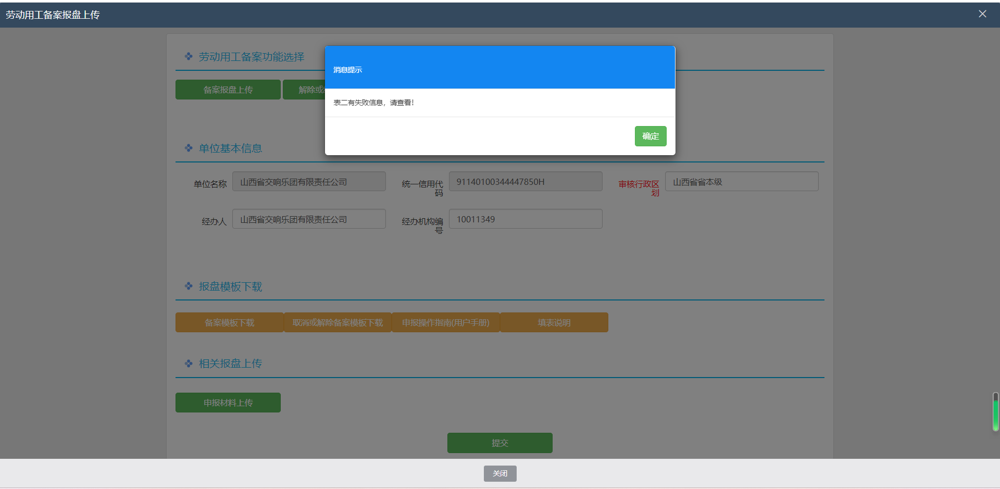 劳动用工备案报盘上传
劳动用工备案功能选择
备案报盘上传
解除或
消息提示
表二有失败信息，请查看！
确定
单位基本信息
单位名称
山西省交响乐团有限责任公司
统一信用代
码
91140100344447850H
审核行政区
划
山西省省本级
经办人
山西省交响乐团有限责任公司
经办机构编
号
10011349
报盘模板下载
备案模板下载
取消或解除备案模板下载
申报操作指南(用户手册)
填表说明
相关报盘上传
申报材料上传
提交
关闭